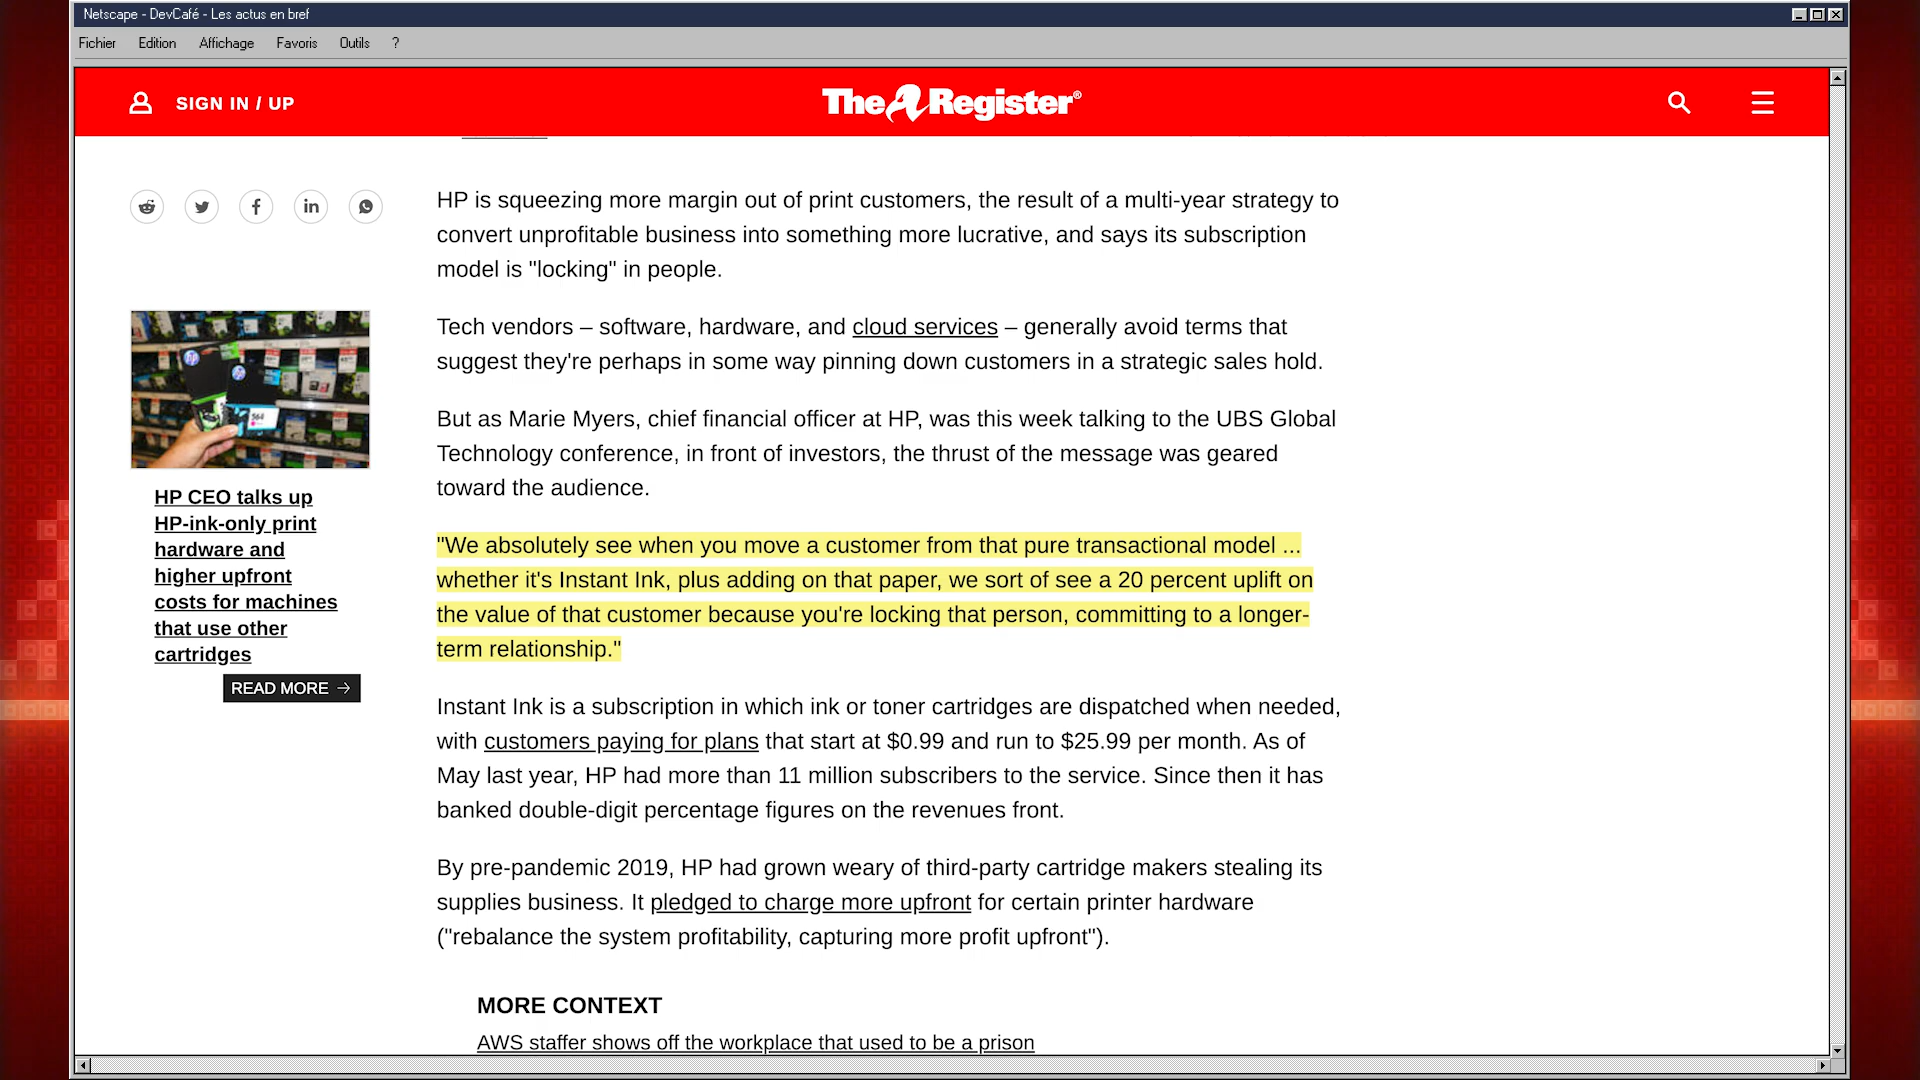 Netscape - DevCafé - Les actus en bref
Fichier Edition Affichage Favoris Outils ?
SIGN IN / UP
The Register®
HP is squeezing more margin out of print customers, the result of a multi-year strategy to
convert unprofitable business into something more lucrative, and says its subscription
model is "locking" in people.
Tech vendors – software, hardware, and cloud services – generally avoid terms that
suggest they're perhaps in some way pinning down customers in a strategic sales hold.
But as Marie Myers, chief financial officer at HP, was this week talking to the UBS Global
Technology conference, in front of investors, the thrust of the message was geared
toward the audience.
"We absolutely see when you move a customer from that pure transactional model ...
whether it's Instant Ink, plus adding on that paper, we sort of see a 20 percent uplift on
the value of that customer because you're locking that person, committing to a longer-
term relationship."
Instant Ink is a subscription in which ink or toner cartridges are dispatched when needed,
with customers paying for plans that start at $0.99 and run to $25.99 per month. As of
May last year, HP had more than 11 million subscribers to the service. Since then it has
banked double-digit percentage figures on the revenues front.
By pre-pandemic 2019, HP had grown weary of third-party cartridge makers stealing its
supplies business. It pledged to charge more upfront for certain printer hardware
("rebalance the system profitability, capturing more profit upfront").
MORE CONTEXT
AWS staffer shows off the workplace that used to be a prison
564
HP CEO talks up
HP-ink-only print
hardware and
higher upfront
costs for machines
that use other
cartridges
READ MORE →